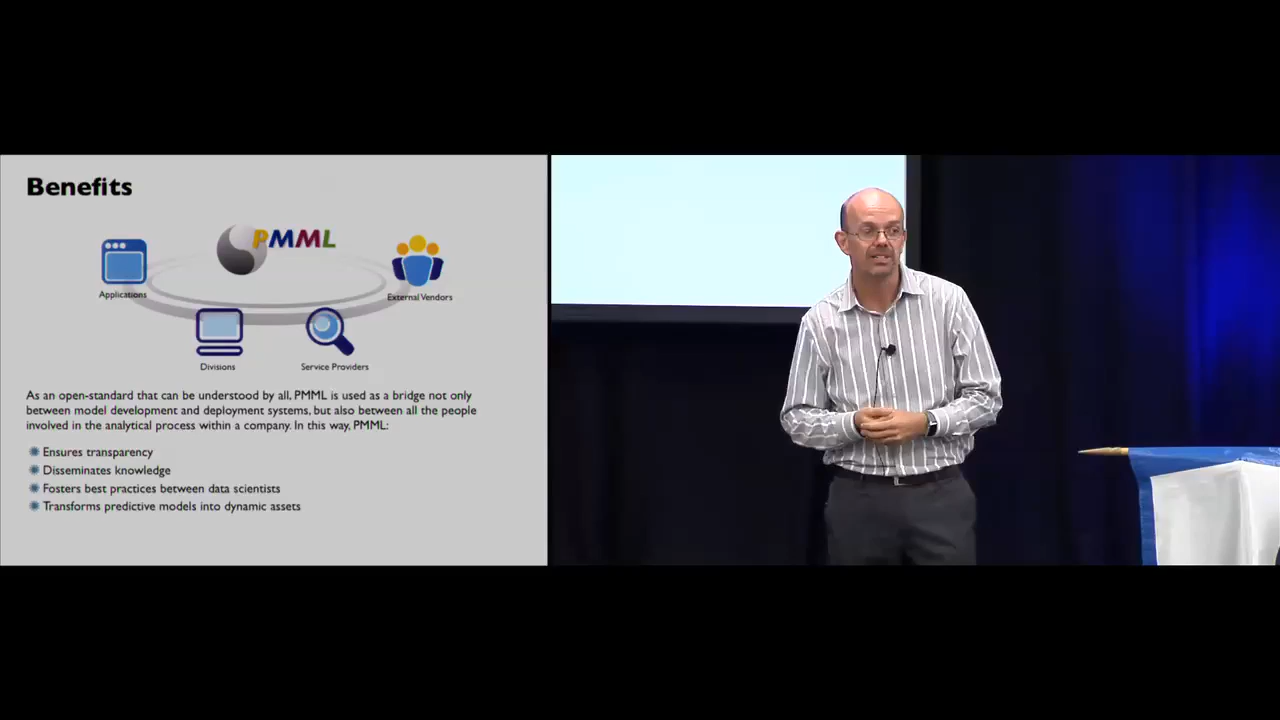 Benefits
PMML
Applications
External Vendors
Divisions
Service Providers
As an open-standard that can be understood by all, PMML is used as a bridge not only
between model development and deployment systems, but also between all the people
involved in the analytical process within a company. In this way, PMML:
Ensures transparency
Disseminates knowledge
Fosters best practices between data scientists
Transforms predictive models into dynamic assets